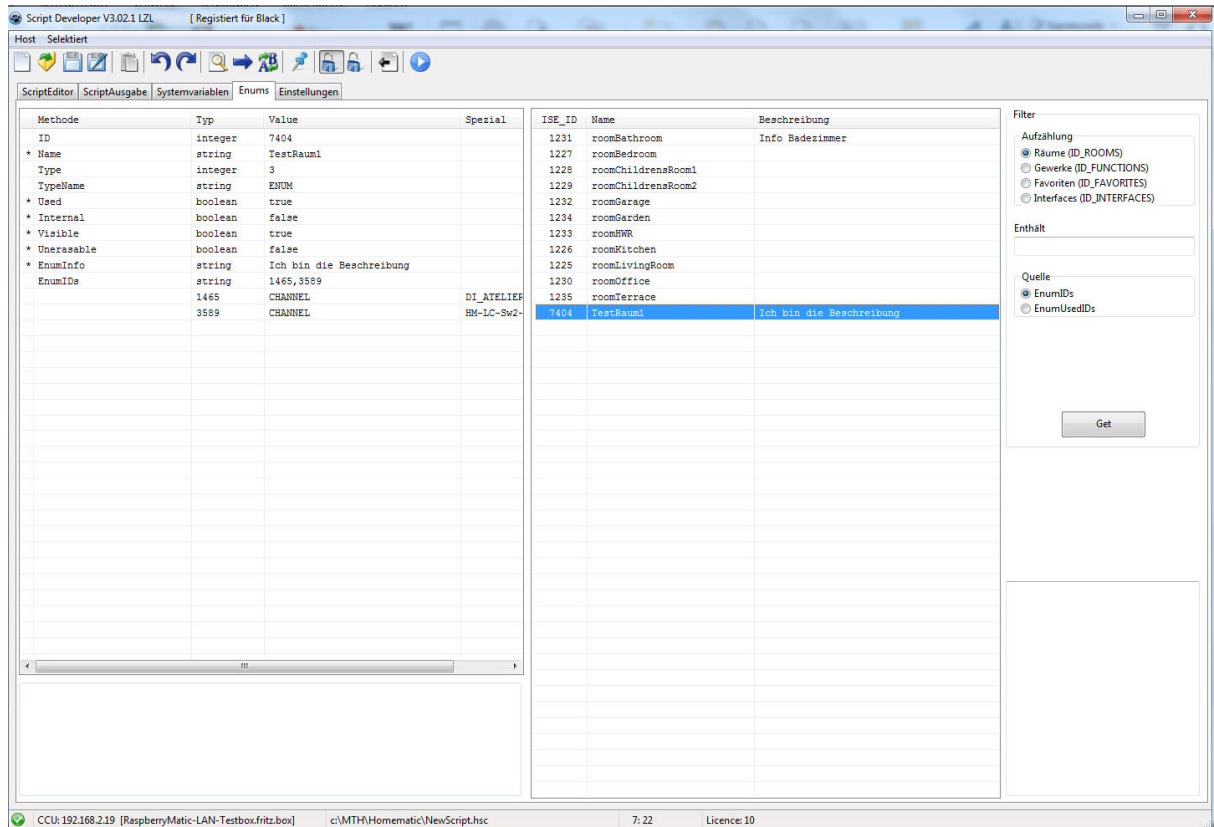 Script Developer V3.02.1 LZL [ Registiert für Black ]
Host Selektiert
ScriptEditor ScriptAusgabe Systemvariablen Enums Einstellungen
Methode Typ Value Spezial
ID integer 7404
* Name string TestRaum1
Type integer 3
TypeName string ENUM
* Used boolean true
* Internal boolean false
* Visible boolean true
* Unerasable boolean false
* EnumInfo string Ich bin die Beschreibung
EnumIDs string 1465,3589
1465 CHANNEL DI_ATELIER
3589 CHANNEL HM-LC-Sw2-
ISE_ID Name Beschreibung
1231 roomBathroom Info Badezimmer
1227 roomBedroom
1228 roomChildrensRoom1
1229 roomChildrensRoom2
1232 roomGarage
1234 roomGarden
1233 roomHWR
1226 roomKitchen
1225 roomLivingRoom
1230 roomOffice
1235 roomTerrace
7404 TestRaum1 Ich bin die Beschreibung
Filter
Aufzählung
Räume (ID_ROOMS)
Gewerke (ID_FUNCTIONS)
Favoriten (ID_FAVORITES)
Interfaces (ID_INTERFACES)
Enthält
Quelle
EnumIDs
EnumUsedIDs
Get
CCU: 192.168.2.19 [RaspberryMatic-LAN-Testbox.fritz.box] c:\MTH\Homematic\NewScript.hsc 7: 22 Licence: 10